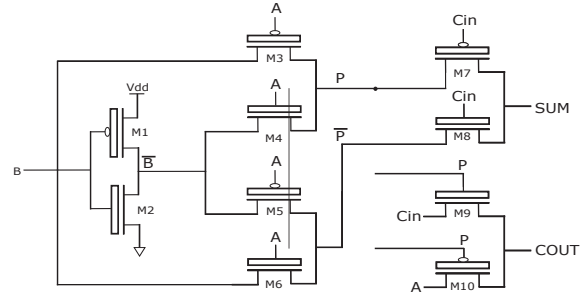 A
Cin
M3
M7
Vdd
A
P
Cin
SUM
M1
M4
M8
B
B
P
A
P
M2
M5
Cin
M9
A
P
COUT
M6
A
M10